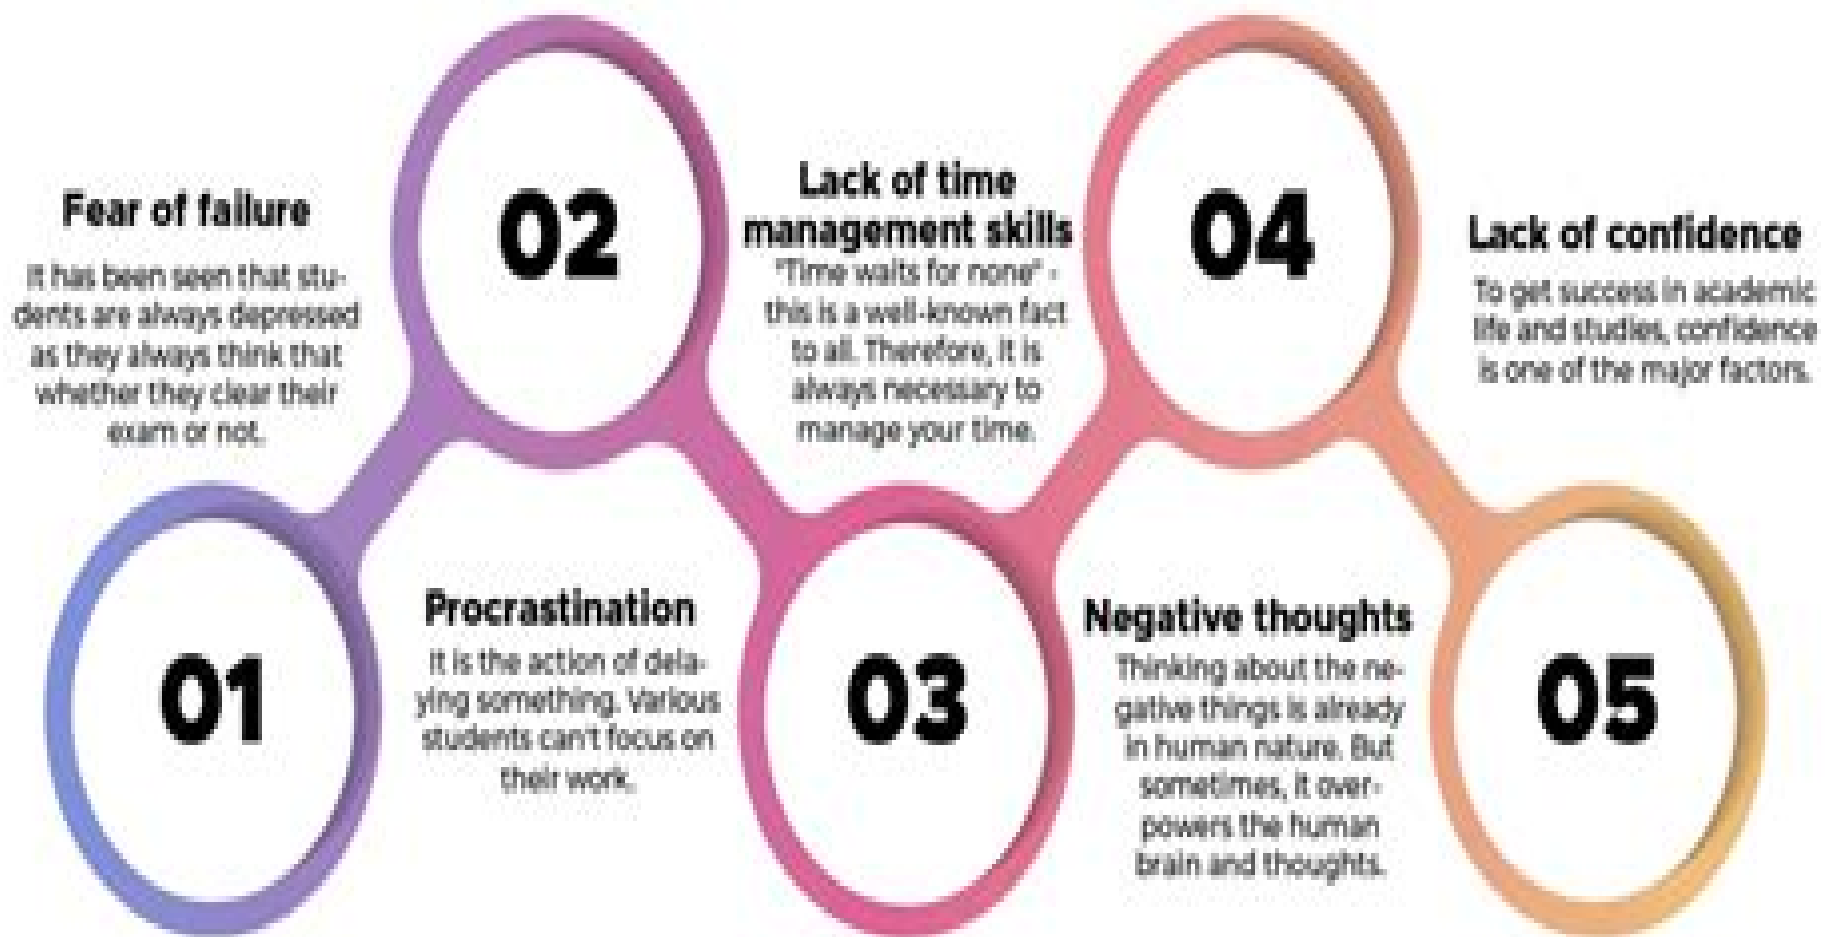 01
Fear of failure
It has been seen that stu-
dents are always depressed
as they always think that
whether they clear their
exam or not.
02
Procrastination
It is the action of dela-
ying something. Various
students can't focus on
their work.
03
Lack of time
management skills
"Time waits for none" -
this is a well-known fact
to all. Therefore, it is
always necessary to
manage your time.
04
Negative thoughts
Thinking about the ne-
gative things is already
in human nature. But
sometimes, it over-
powers the human
brain and thoughts.
05
Lack of confidence
To get success in academic
life and studies, confidence
is one of the major factors.